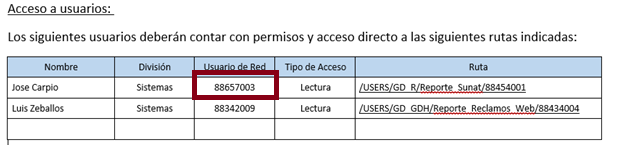 Acceso a usuarios:
Los siguientes usuarios deberán contar con permisos y acceso directo a las siguientes rutas indicadas:
Nombre División Usuario de Red Tipo de Acceso Ruta
Jose Carpio Sistemas 88657003 Lectura /USERS/GD_R/Reporte_Sunat/88454001
Luis Zeballos Sistemas 88342009 Lectura /USERS/GD_GDH/Reporte_Reclamos_Web/88434004